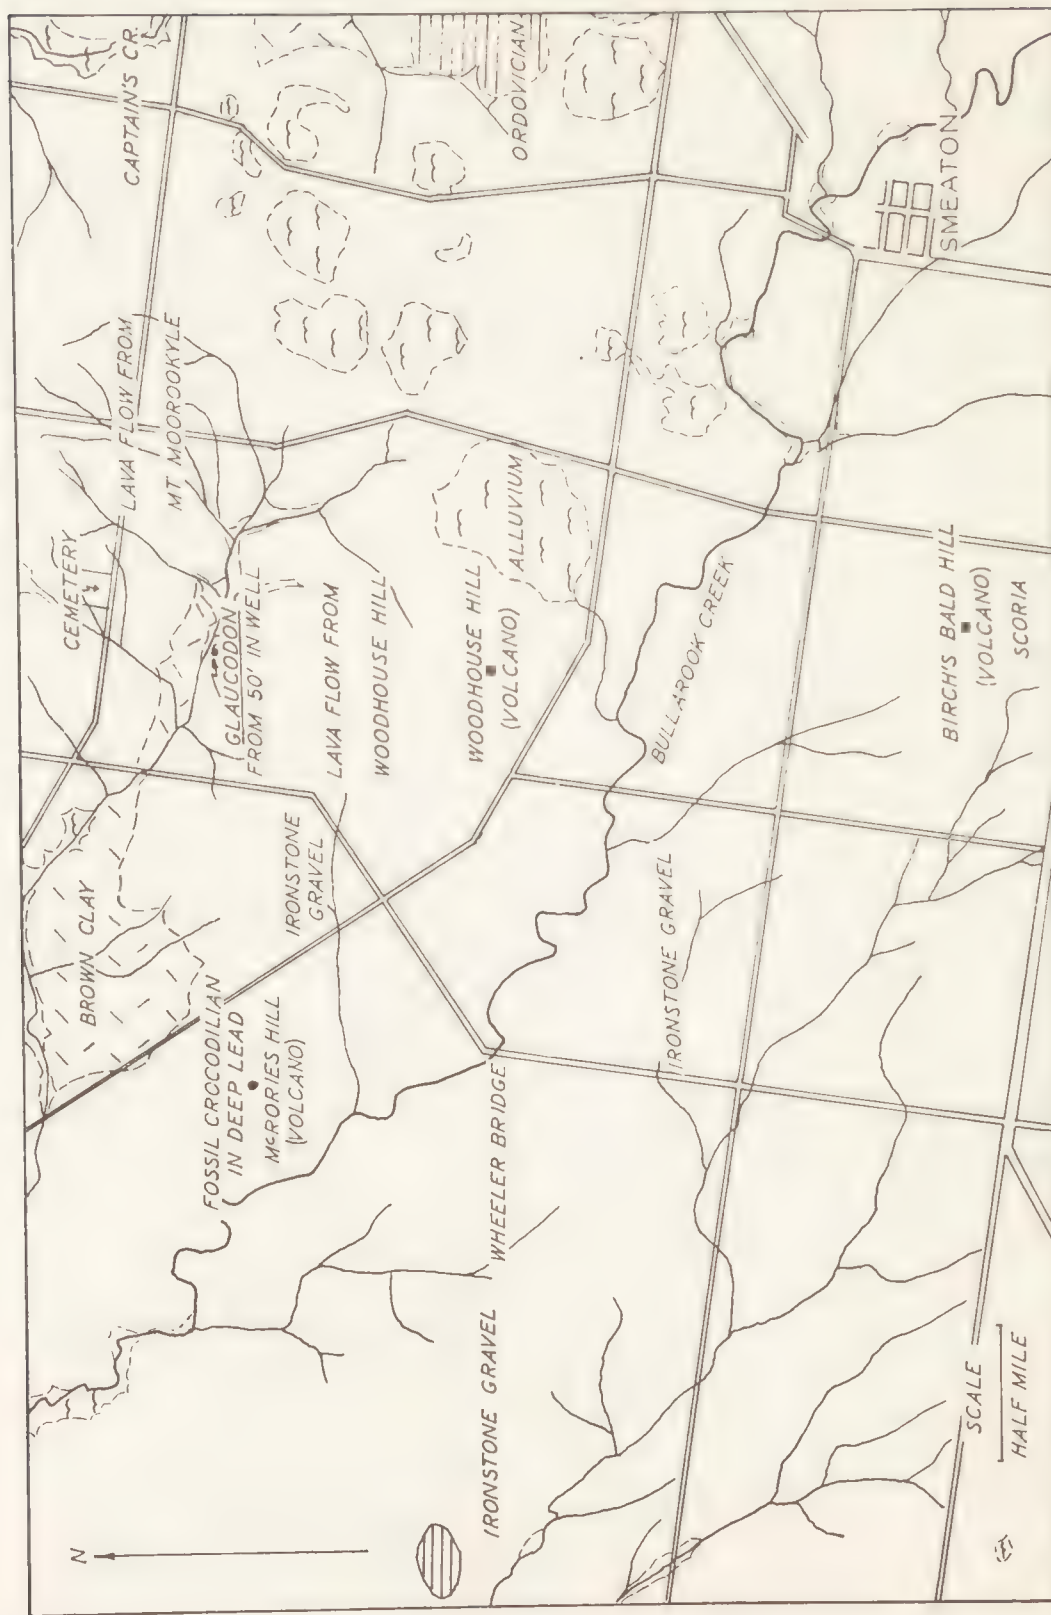 CAPTAIN'S CR.
CEMETERY
LAVA FLOW FROM
MT MOOROOKYLE
BROWN CLAY
N
(GLAUCODON
FROM 50' IN WELL
FOSSIL CROCODILIAN
IN DEEP LEAD
McRORIES HILL
(VOLCANO)
IRONSTONE
GRAVEL
LAVA FLOW FROM
WOODHOUSE HILL
WOODHOUSE HILL
(VOLCANO)
ALLUVIUM
ORDOVICIAN
IRONSTONE GRAVEL
WHEELER BRIDGE
BULLAROOK CREEK
IRONSTONE GRAVEL
SMEATON
BIRCH'S BALD HILL
(VOLCANO)
SCORIA
SCALE
HALF MILE